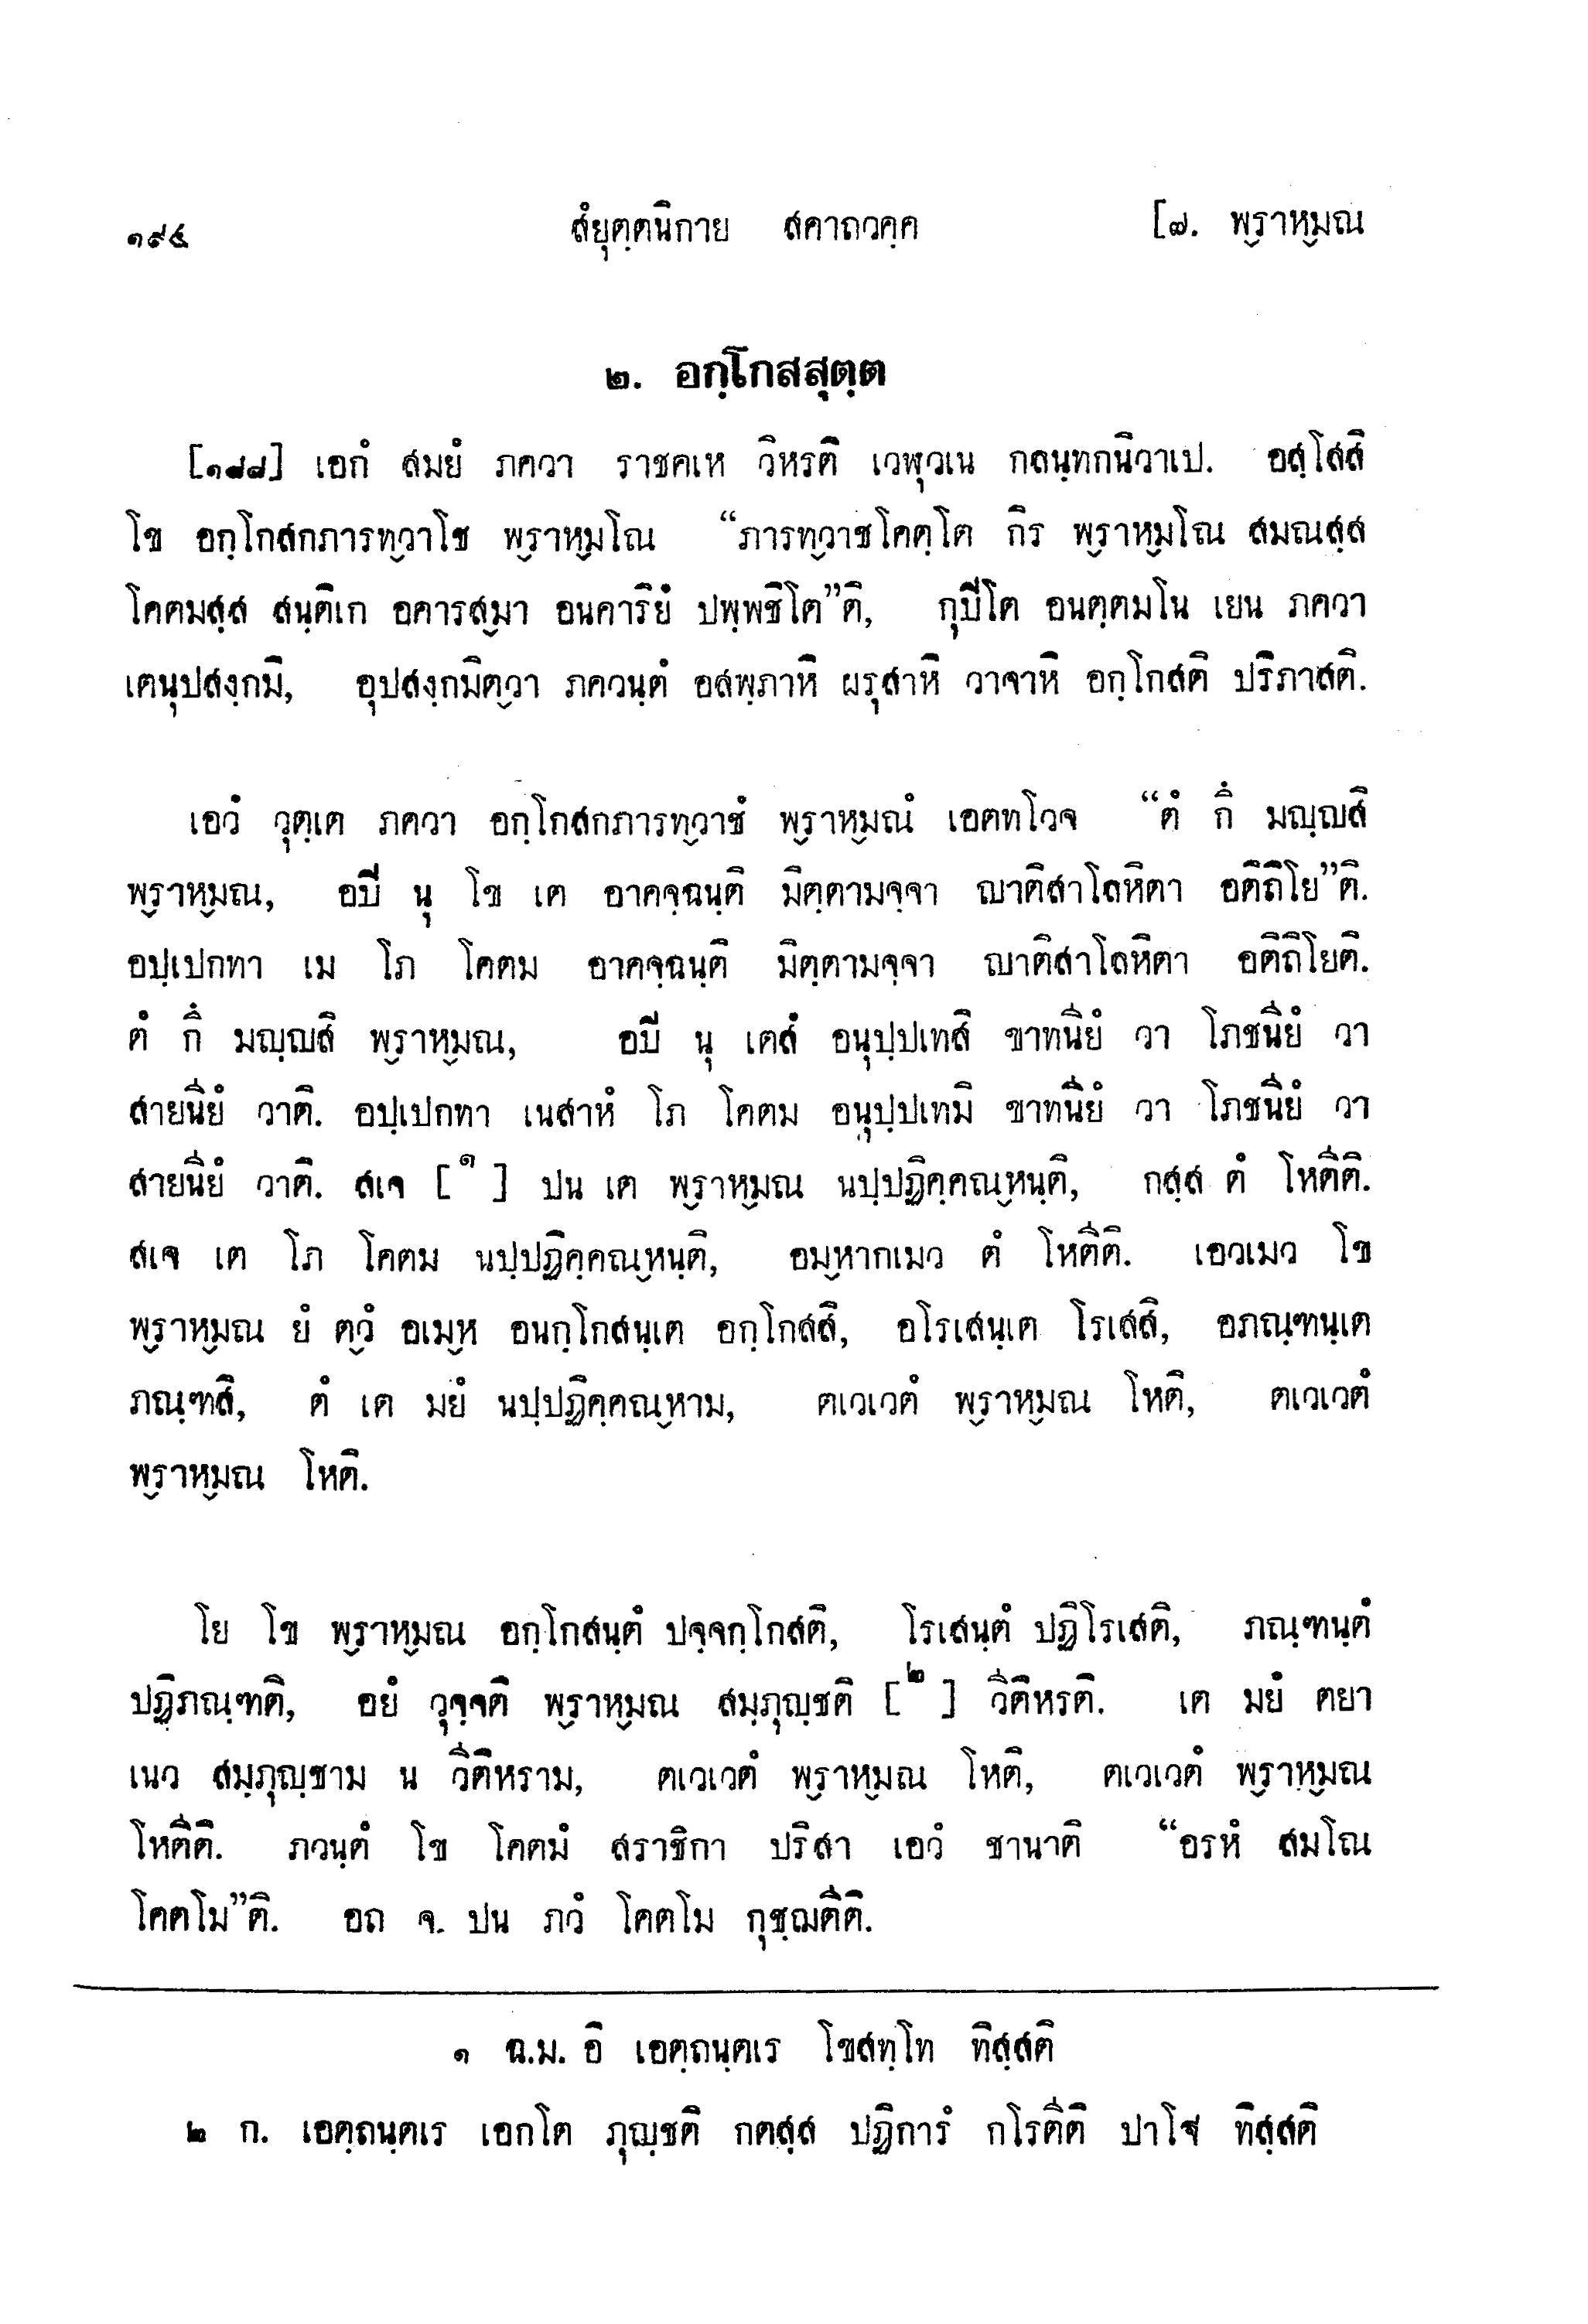 ๑๙๔ สํยุตฺตนิกาย สคาถวคฺค [๗. พฺราหฺมณ
๒. อกฺโกสสุตฺต
[๑๘๘] เอกํ สมยํ ภควา ราชคเห วิหรติ เวฬุวเน กลนฺทกนิวาเป. อสฺโสสิ
โข อกฺโกสกภารทฺวาโช พฺราหฺมโณ “ภารทฺวาชโคตฺโต กิร พฺราหฺมโณ สมณสฺส
โคตมสฺส สนฺติเก อคารสฺมา อนคาริยํ ปพฺพชิโต”ติ, กุปิโต อนตฺตมโน เยน ภควา
เตนุปสงฺกมิ, อุปสงฺกมิตฺวา ภควนฺตํ อสพฺภาหิ ผรุสาหิ วาจาหิ อกฺโกสติ ปริภาสติ.
เอวํ วุตฺเต ภควา อกฺโกสกภารทฺวาชํ พฺราหฺมณํ เอตทโวจ “ตํ กึ มญฺญสิ
พฺราหฺมณ, อปิ นุ โข เต อาคจฺฉนฺติ มิตฺตามจฺจา ญาติสาโลหิตา อติถิโย”ติ.
อปฺเปกทา เม โภ โคตม อาคจฺฉนฺติ มิตฺตามจฺจา ญาติสาโลหิตา อติถิโยติ.
ตํ กึ มญฺญสิ พฺราหฺมณ, อปิ นุ เตสํ อนุปฺปเทสิ ขาทนียํ วา โภชนียํ วา
สายนียํ วาติ. อปฺเปกทา เนสาหํ โภ โคตม อนุปฺปเทมิ ขาทนียํ วา โภชนียํ วา
สายนียํ วาติ. สเจ [๑] ปน เต พฺราหฺมณ นปฺปฏิคฺคณฺหนฺติ, กสฺส ตํ โหตีติ.
สเจ เต โภ โคตม นปฺปฏิคฺคณฺหนฺติ, อมฺหากเมว ตํ โหตีติ. เอวเมว โข
พฺราหฺมณ ยํ ตฺวํ อเมฺห อนกฺโกสนฺเต อกฺโกสสิ, อโรเสนฺเต โรเสสิ, อภณฺฑนฺเต
ภณฺฑสิ, ตํ เต มยํ นปฺปฏิคฺคณฺหาม, ตเวเวตํ พฺราหฺมณ โหติ, ตเวเวตํ
พฺราหฺมณ โหติ.
โย โข พฺราหฺมณ อกฺโกสนฺตํ ปจฺจกฺโกสติ, โรเสนฺตํ ปฏิโรเสติ, ภณฺฑนฺตํ
ปฏิภณฺฑติ, อยํ วุจฺจติ พฺราหฺมณ สมฺภุญฺชติ [๒] วีติหรติ. เต มยํ ตยา
เนว สมฺภุญฺชาม น วีติหราม, ตเวเวตํ พฺราหฺมณ โหติ, ตเวเวตํ พฺราหฺมณ
โหตีติ. ภวนฺตํ โข โคตมํ สราชิกา ปริสา เอวํ ชานาติ “อรหํ สมโณ
โคตโม”ติ. อถ จ ปน ภวํ โคตโม กุชฺฌตีติ.
๑ ฉ.ม. อิ เอตฺถนฺตเร โขสทฺโท ทิสฺสติ
๒ ก. เอตฺถนฺตเร เอกโต ภุญฺชติ กตสฺส ปฏิการํ กโรตีติ ปาโฐ ทิสฺสติ